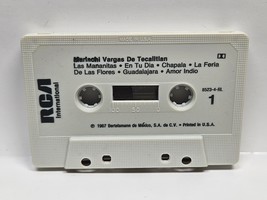 Mariachi Vargas De Tecalitlan
Las Mananitas • En Tu Dia • Chapala • La Feria
De Las Flores • Guadalajara • Amor Indio
RCA
International
1
© 1987 Bertelsmann de México, S.A. de C.V. • Printed in U.S.A.